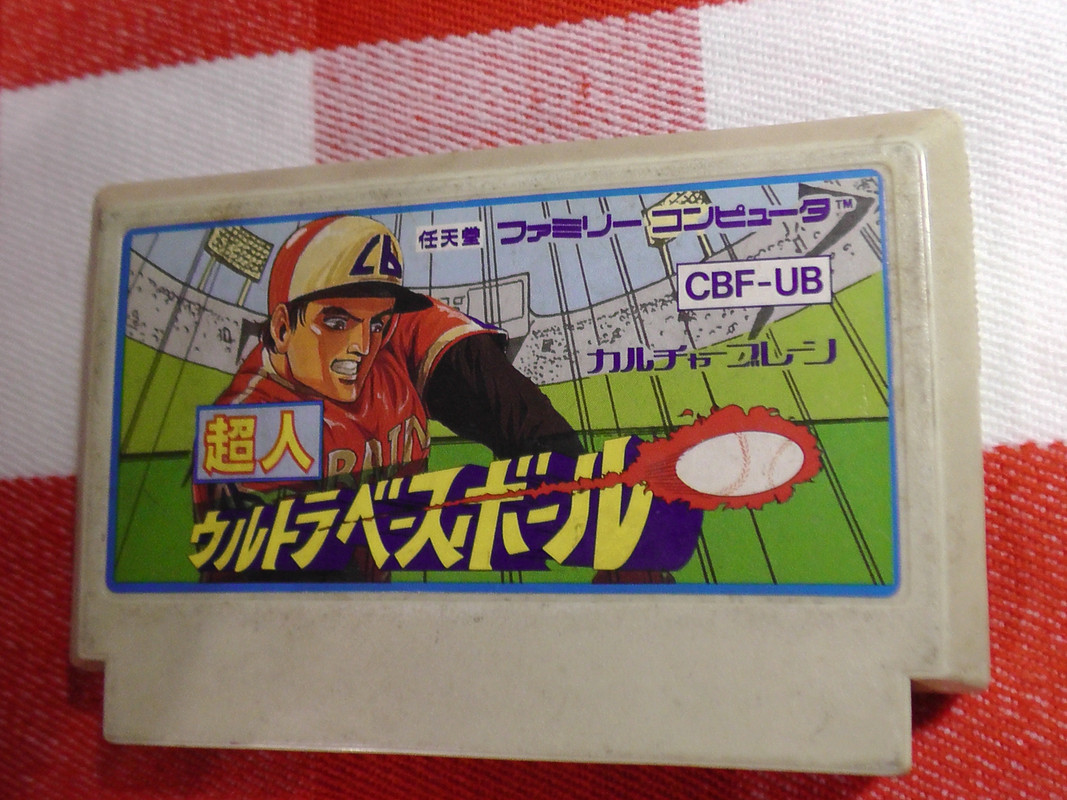 任天堂 ファミリーコンピュータ™
CBF-UB
カルチャーブレーン
CB
超人
ウルトラベースボール